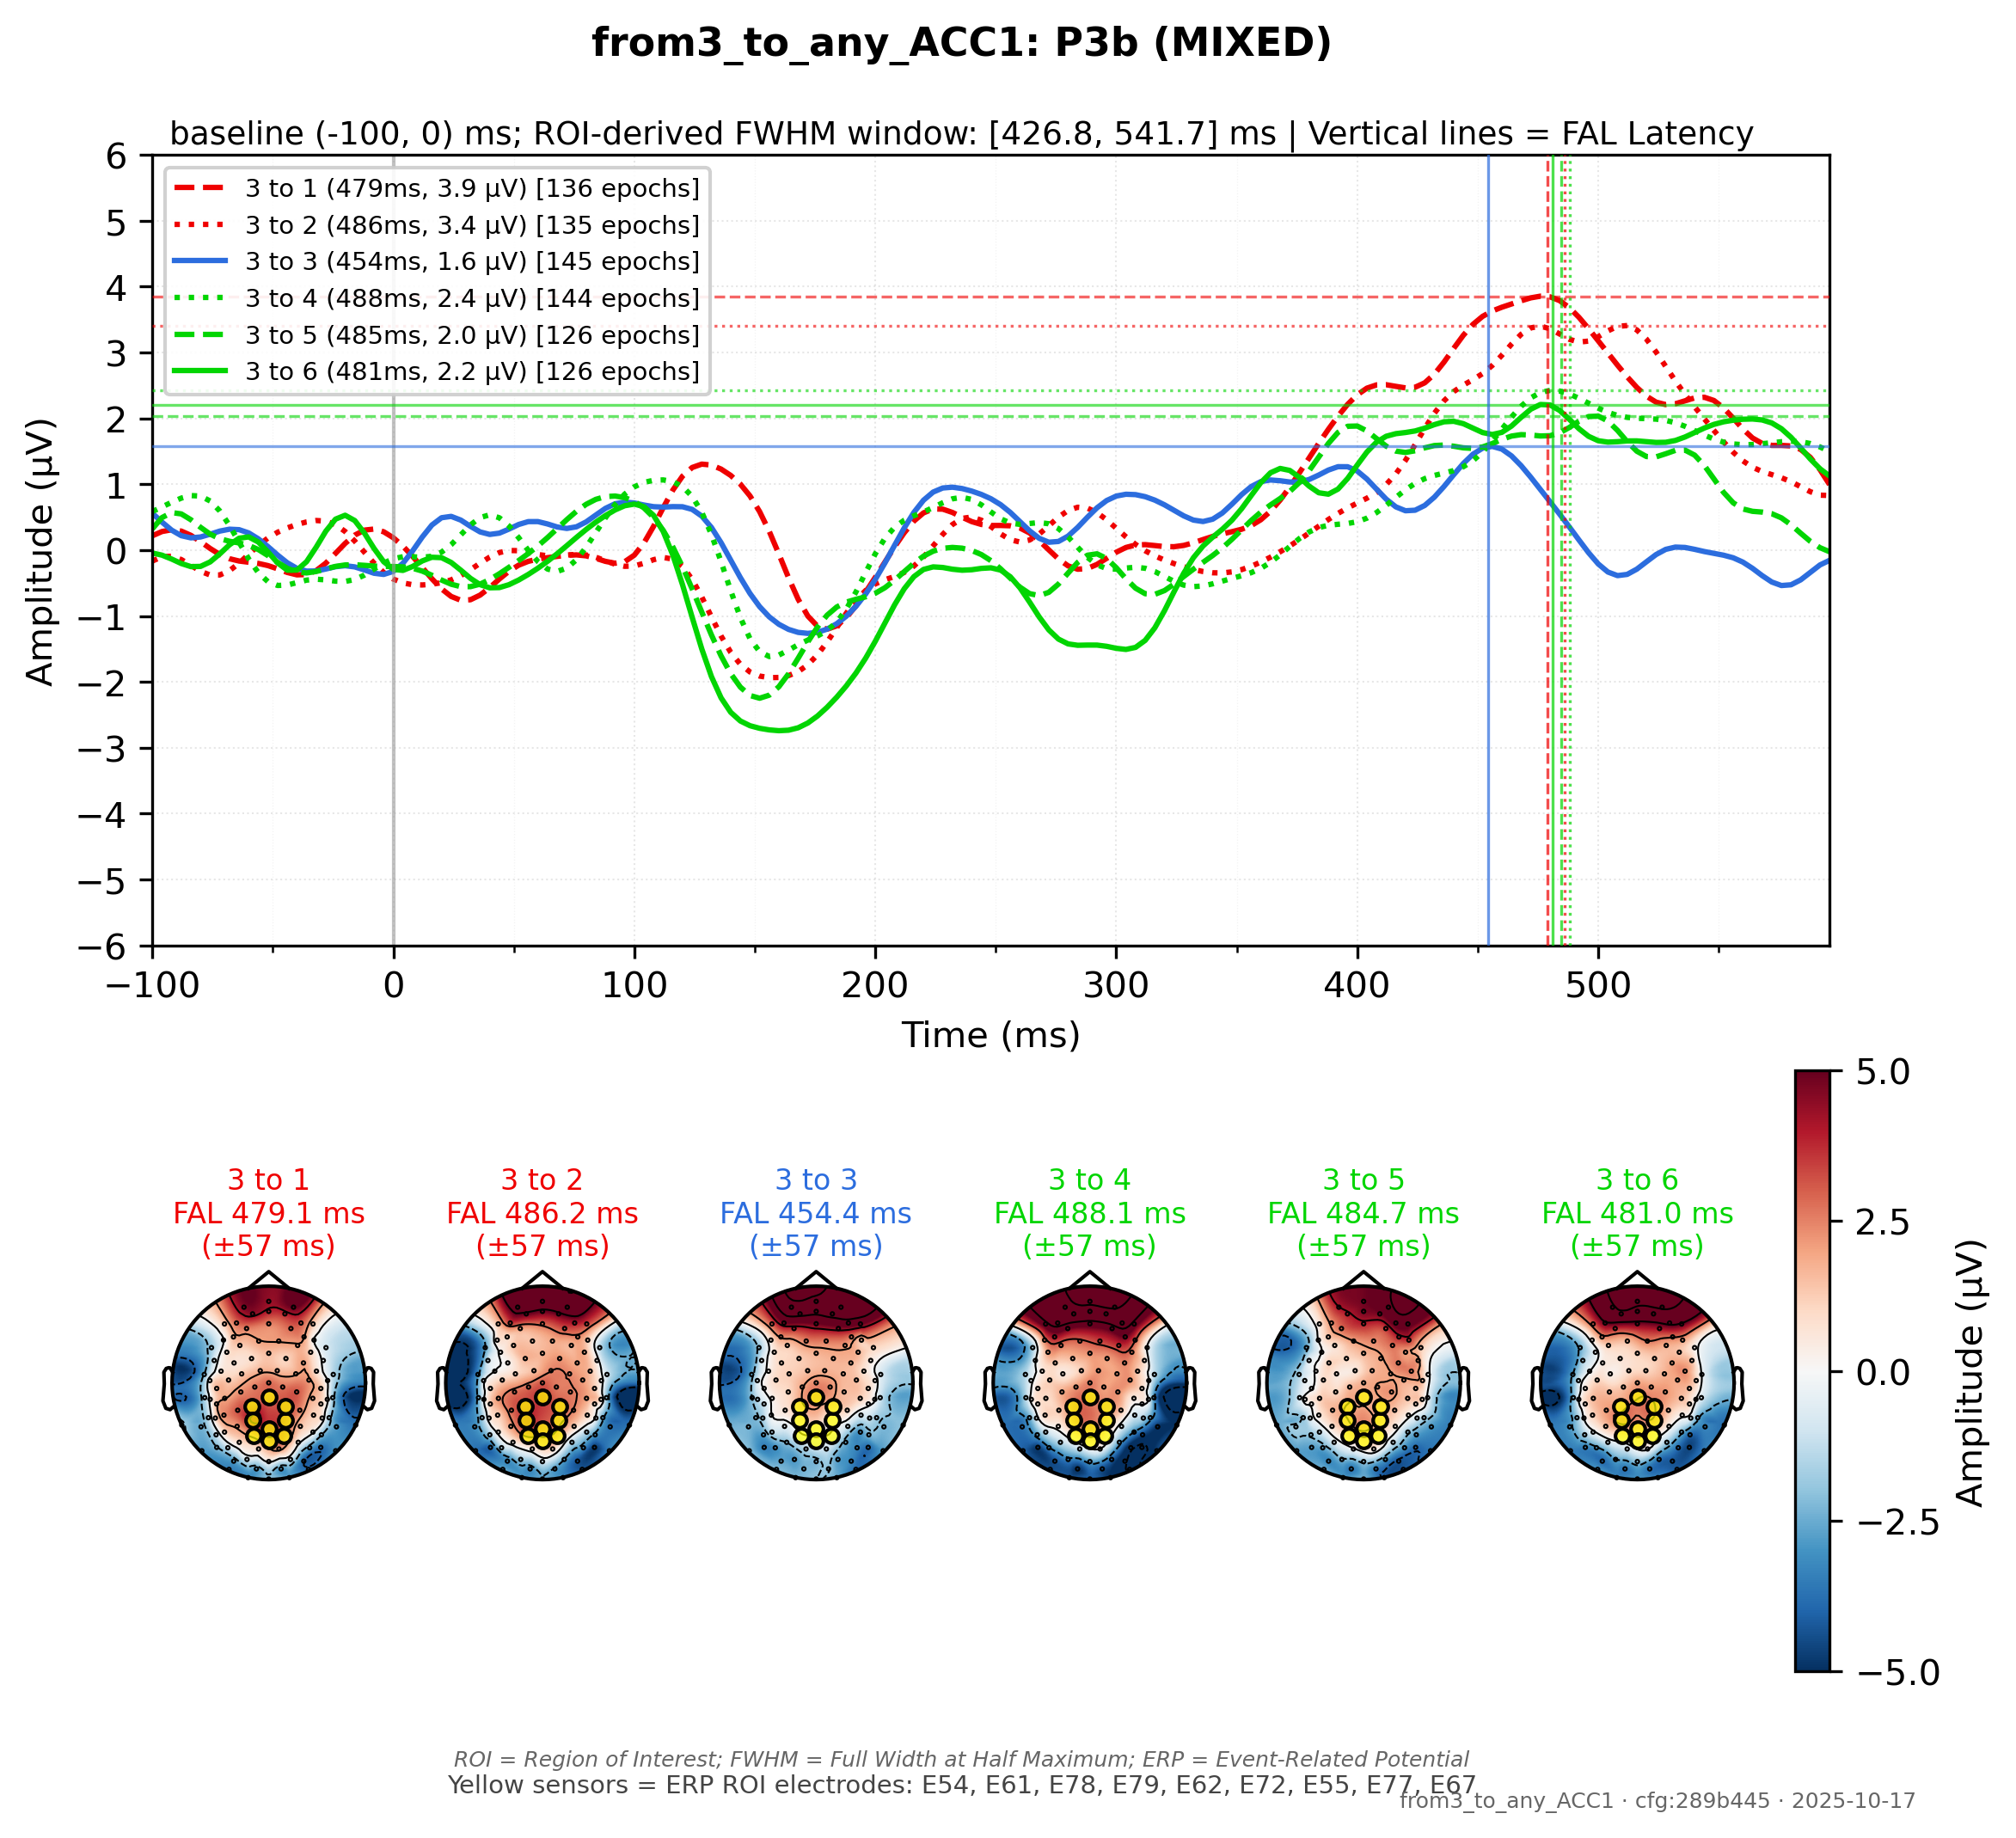 from3_to_any_ACC1: P3b (MIXED)
baseline (-100, 0) ms; ROI-derived FWHM window: [426.8, 541.7] ms | Vertical lines = FAL Latency
3 to 1 (479ms, 3.9 µV) [136 epochs]
3 to 2 (486ms, 3.4 µV) [135 epochs]
3 to 3 (454ms, 1.6 µV) [145 epochs]
3 to 4 (488ms, 2.4 µV) [144 epochs]
3 to 5 (485ms, 2.0 µV) [126 epochs]
3 to 6 (481ms, 2.2 µV) [126 epochs]
Amplitude (µV)
6
5
4
3
2
1
0
−1
−2
−3
−4
−5
−6
−100 0 100 200 300 400 500
Time (ms)
3 to 1
FAL 479.1 ms
(±57 ms)
3 to 2
FAL 486.2 ms
(±57 ms)
3 to 3
FAL 454.4 ms
(±57 ms)
3 to 4
FAL 488.1 ms
(±57 ms)
3 to 5
FAL 484.7 ms
(±57 ms)
3 to 6
FAL 481.0 ms
(±57 ms)
5.0
2.5
0.0
−2.5
−5.0
Amplitude (µV)
ROI = Region of Interest; FWHM = Full Width at Half Maximum; ERP = Event-Related Potential
Yellow sensors = ERP ROI electrodes: E54, E61, E78, E79, E62, E72, E55, E77, E67
from3_to_any_ACC1 · cfg:289b445 · 2025-10-17